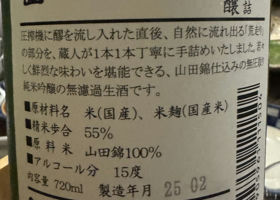 醸 詰
圧搾機に醪を流し入れた直後、自然に流れ出る「荒走り」
の部分を、蔵人が1本1本丁寧に手詰めいたしました。若々
しく鮮烈な味わいを堪能できる、山田錦仕込みの無圧
純米吟醸の無濾過生酒です。
■原材料名 米(国産)、米麹(国産米)
■精米歩合 55%
■原料米 山田錦100%
■アルコール分 15度
内容量 720ml 製造年月 25 02